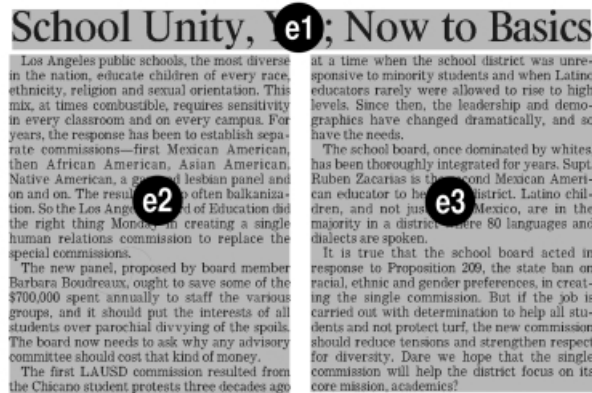 School Unity, e1; Now to Basics
Los Angeles public schools, the most diverse
in the nation, educate children of every race,
ethnicity, religion and sexual orientation. This
mix, at times combustible, requires sensitivity
in every classroom and on every campus. For
years, the response has been to establish sepa-
rate commissions—first Mexican American,
then African American, Asian American,
Native American, a lesbian panel and
on and on. The often balkaniza-
e2
tion. So the Los of Education did
the right thing Monday in creating a single
human relations commission to replace the
special commissions.
The new panel, proposed by board member
Barbara Boudreaux, ought to save some of the
$700,000 spent annually to staff the various
groups, and it should put the interests of all
students over parochial divvying of the spoils.
The board now needs to ask why any advisory
committee should cost that kind of money.
The first LAUSD commission resulted from
the Chicano student protests three decades ago
at a time when the school district was unre-
sponsive to minority students and when Latino
educators rarely were allowed to rise to high
levels. Since then, the leadership and demo-
graphics have changed dramatically, and so
have the needs.
The school board, once dominated by whites
has been thoroughly integrated for years. Supt.
Ruben Zacarias is the second Mexican Ameri-
can educator to district. Latino chil-
e3
dren, and not Mexico, are in the
majority in a district where 80 languages and
dialects are spoken.
It is true that the school board acted in
response to Proposition 209, the state ban on
racial, ethnic and gender preferences, in creat-
ing the single commission. But if the job is
carried out with determination to help all stu-
dents and not protect turf, the new commission
should reduce tensions and strengthen respect
for diversity. Dare we hope that the single
commission will help the district focus on its
core mission, academics?